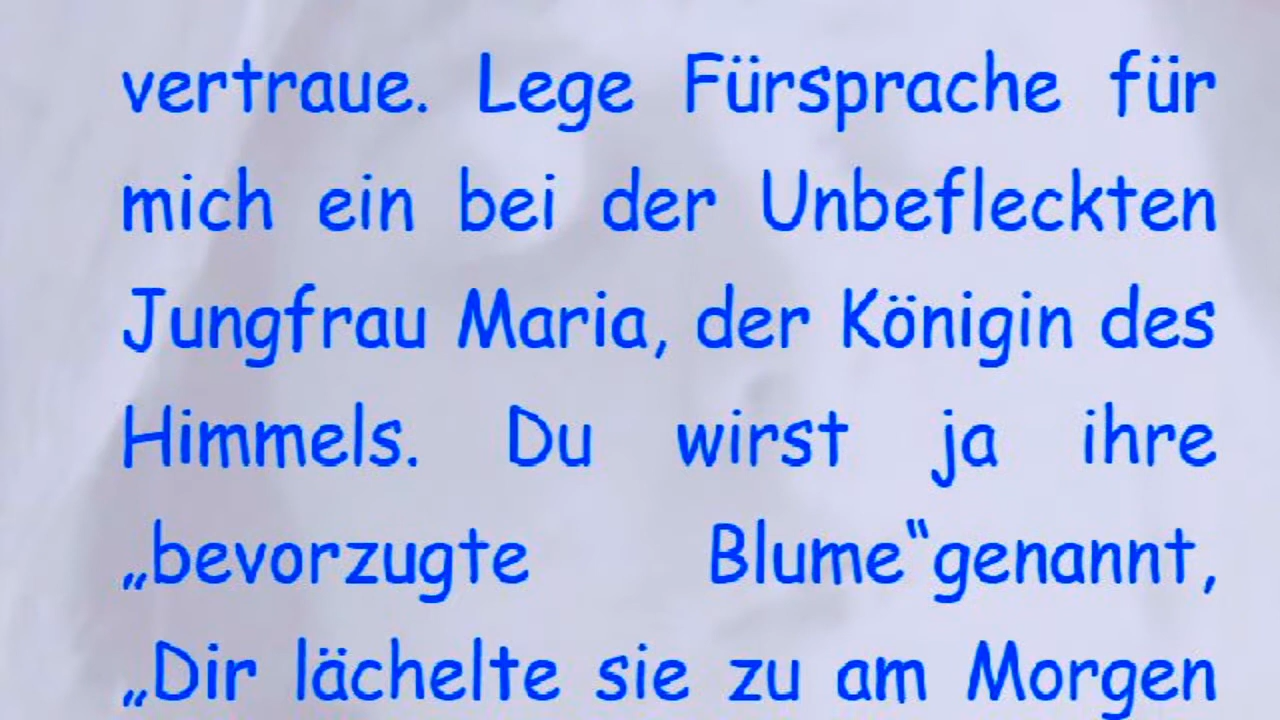 vertraue. Lege Fürsprache für
mich ein bei der Unbefleckten
Jungfrau Maria, der Königin des
Himmels. Du wirst ja ihre
„bevorzugte Blume“genannt,
„Dir lächelte sie zu am Morgen